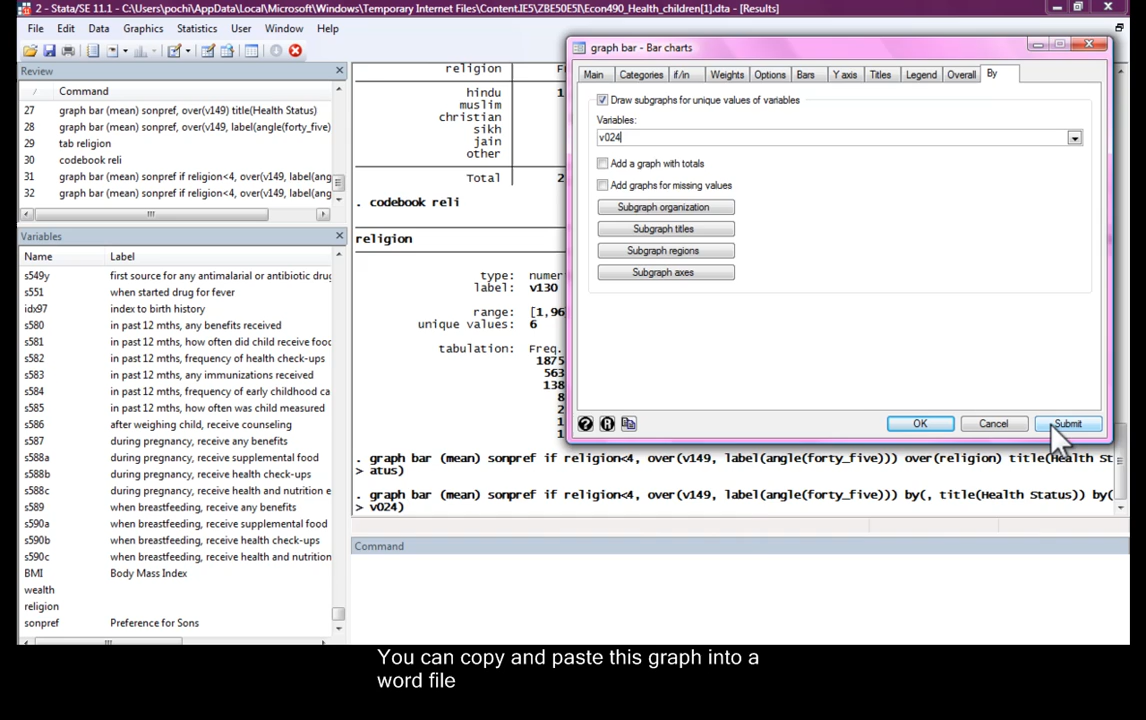 2 - Stata/SE 11.1 - C:\Users\pochi\AppData\Local\Microsoft\Windows\Temporary Internet Files\Content.IE5\ZBE50E5I\Econ490_Health_children[1].dta - [Results]
File Edit Data Graphics Statistics User Window Help
Review
Command
27 graph bar (mean) sonpref, over(v149) title(Health Status)
28 graph bar (mean) sonpref, over(v149, label(angle(forty_five)
29 tab religion
30 codebook reli
31 graph bar (mean) sonpref if religion<4, over(v149, label(ang
32 graph bar (mean) sonpref if religion<4, over(v149, label(ang
Variables
Name Label
s549y first source for any antimalarial or antibiotic drug
s551 when started drug for fever
idx97 index to birth history
s580 in past 12 mths, any benefits received
s581 in past 12 mths, how often did child receive food
s582 in past 12 mths, frequency of health check-ups
s583 in past 12 mths, any immunizations received
s584 in past 12 mths, frequency of early childhood ca
s585 in past 12 mths, how often was child measured
s586 after weighing child, receive counseling
s587 during pregnancy, receive any benefits
s588a during pregnancy, receive supplemental food
s588b during pregnancy, receive health check-ups
s588c during pregnancy, receive health and nutrition e
s589 when breastfeeding, receive any benefits
s590a when breastfeeding, receive supplemental food
s590b when breastfeeding, receive health check-ups
s590c when breastfeeding, receive health and nutrition
BMI Body Mass Index
wealth
religion
sonpref Preference for Sons
religion F
hindu 1
muslim
christian
sikh
jain
other
Total 2
. codebook reli
religion
type: numer
label: v130
range: [1,96
unique values: 6
tabulation: Freq.
1875
563
138
8
2
1
. graph bar (mean) sonpref if religion<4, over(v149, label(angle(forty_five))) over(religion) title(Health St
> atus)
. graph bar (mean) sonpref if religion<4, over(v149, label(angle(forty_five))) by(, title(Health Status)) by(
> v024)
Command
graph bar - Bar charts
Main Categories if/in Weights Options Bars Y axis Titles Legend Overall By
Draw subgraphs for unique values of variables
Variables:
v024
Add a graph with totals
Add graphs for missing values
Subgraph organization
Subgraph titles
Subgraph regions
Subgraph axes
OK Cancel Submit
You can copy and paste this graph into a
word file